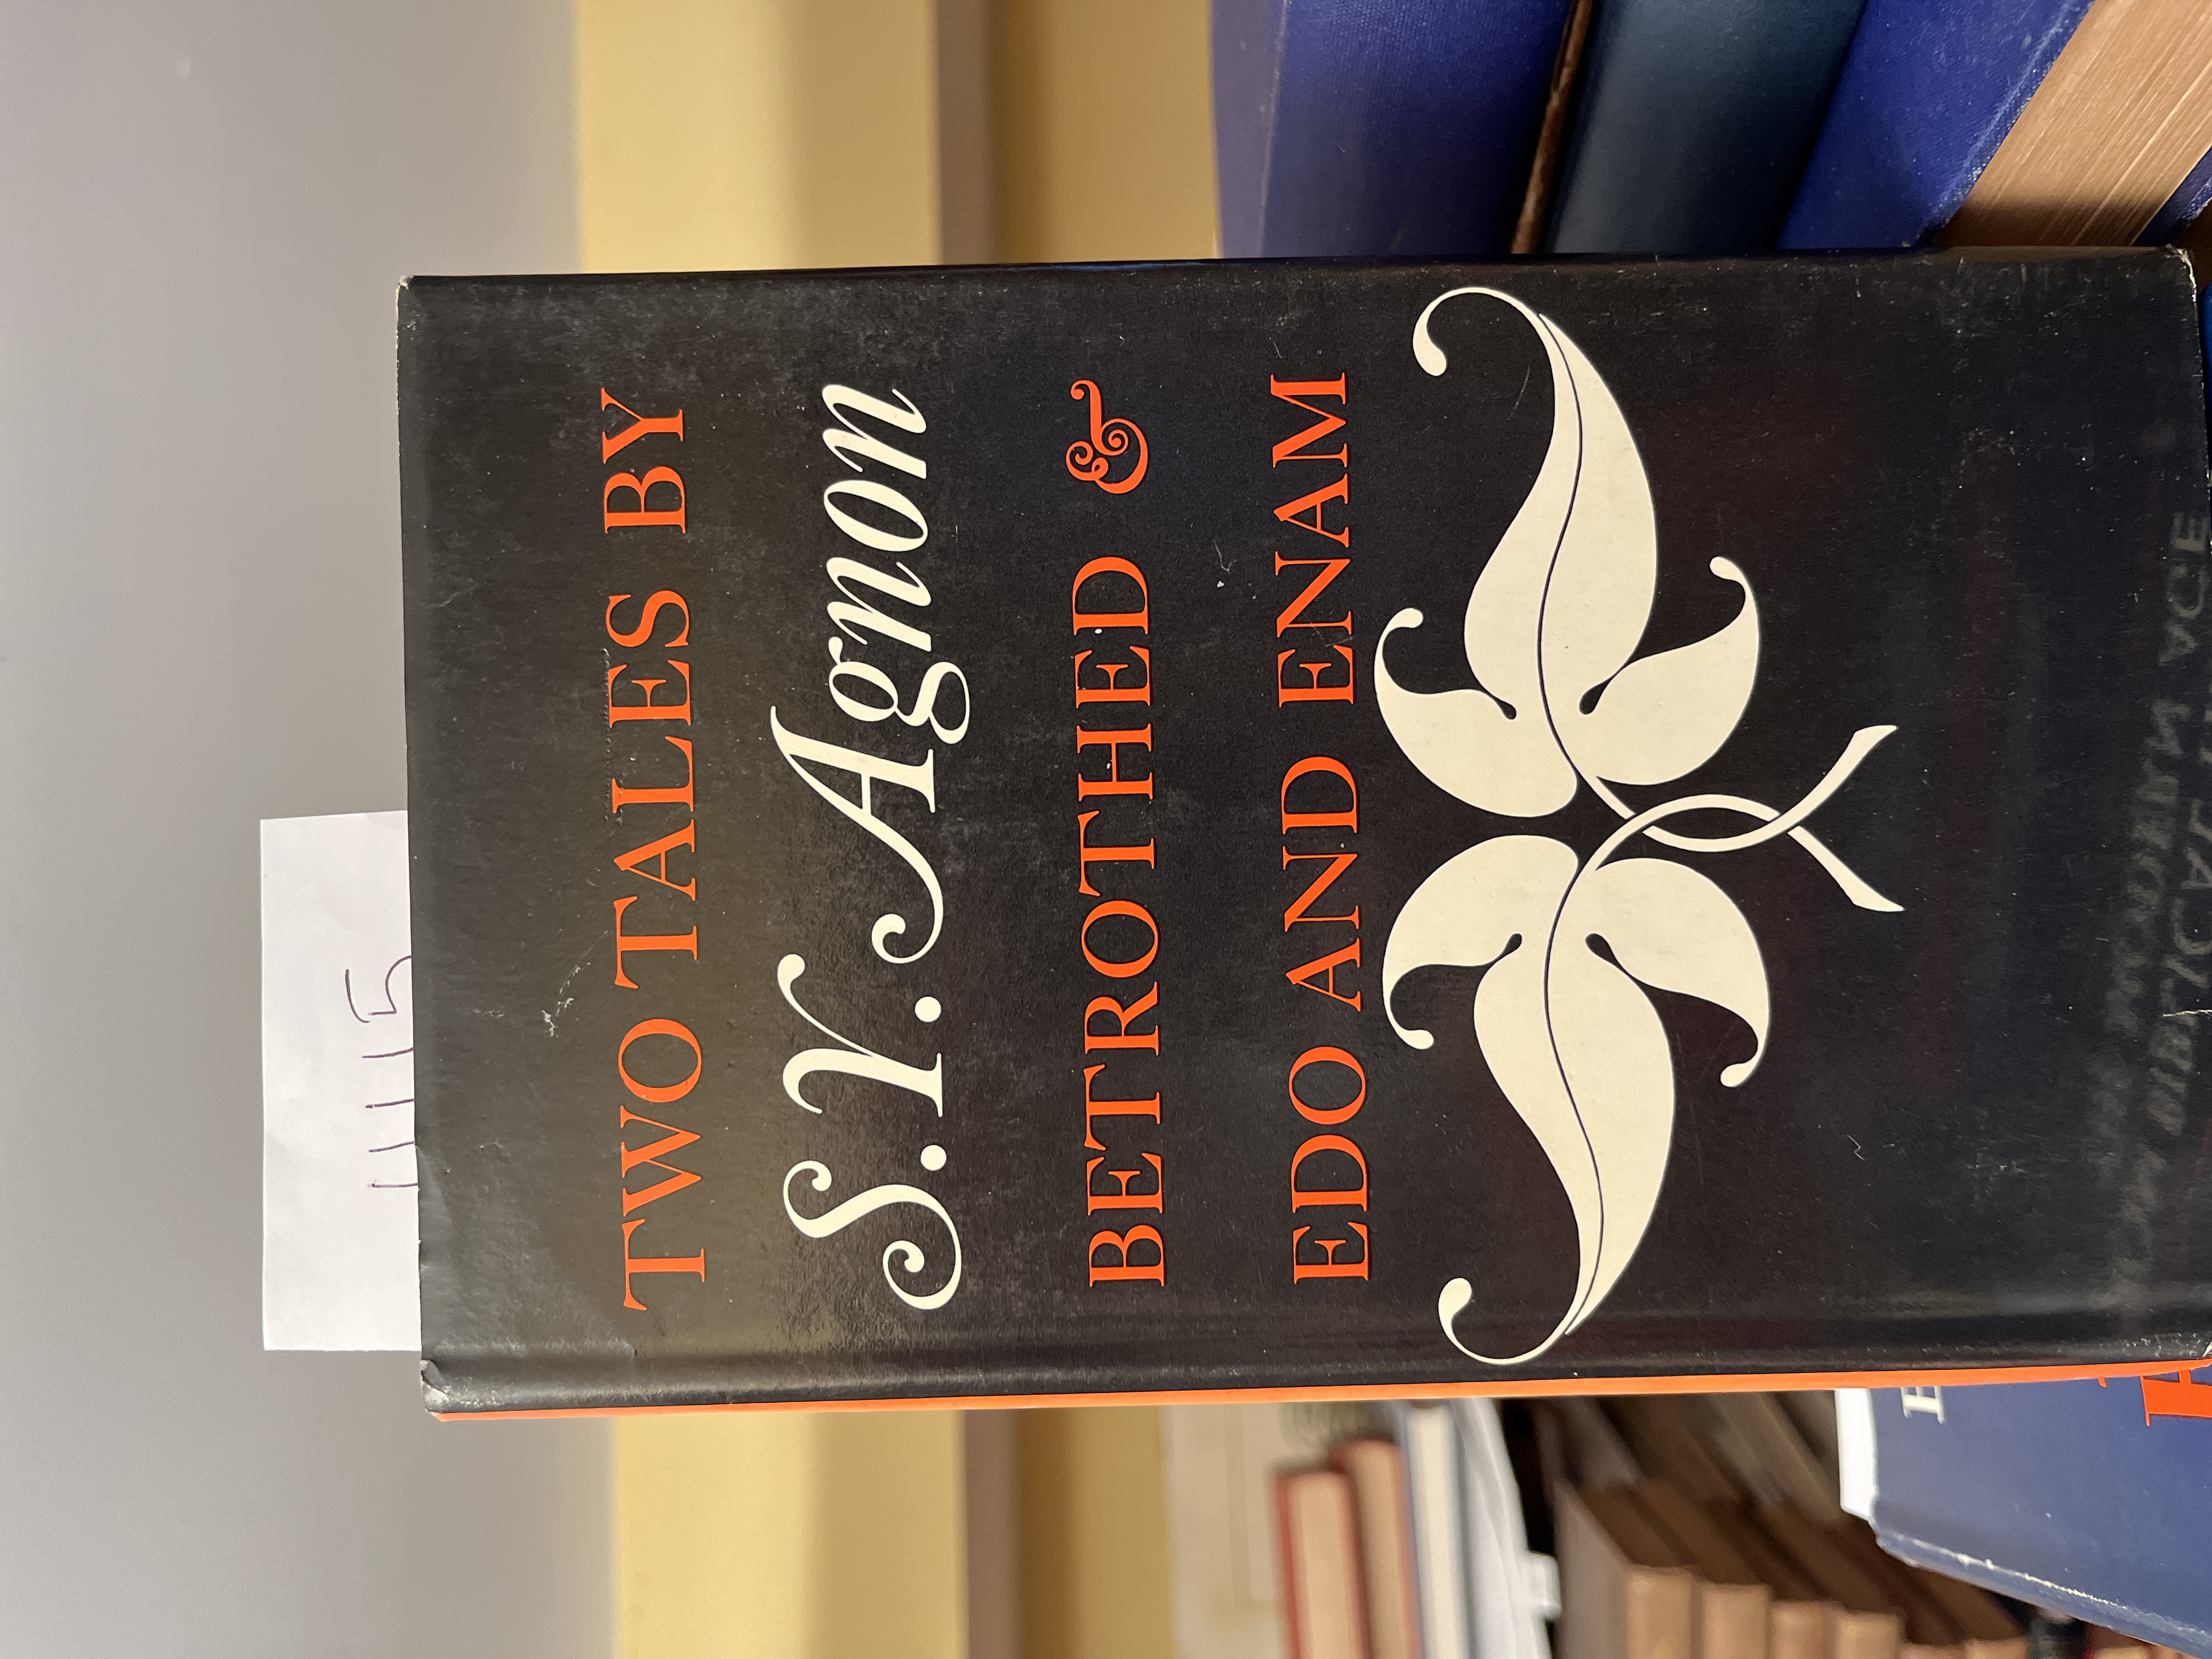 1115
TWO TALES BY
S.Y. Agnon
BETROTHED &
EDO AND ENAM